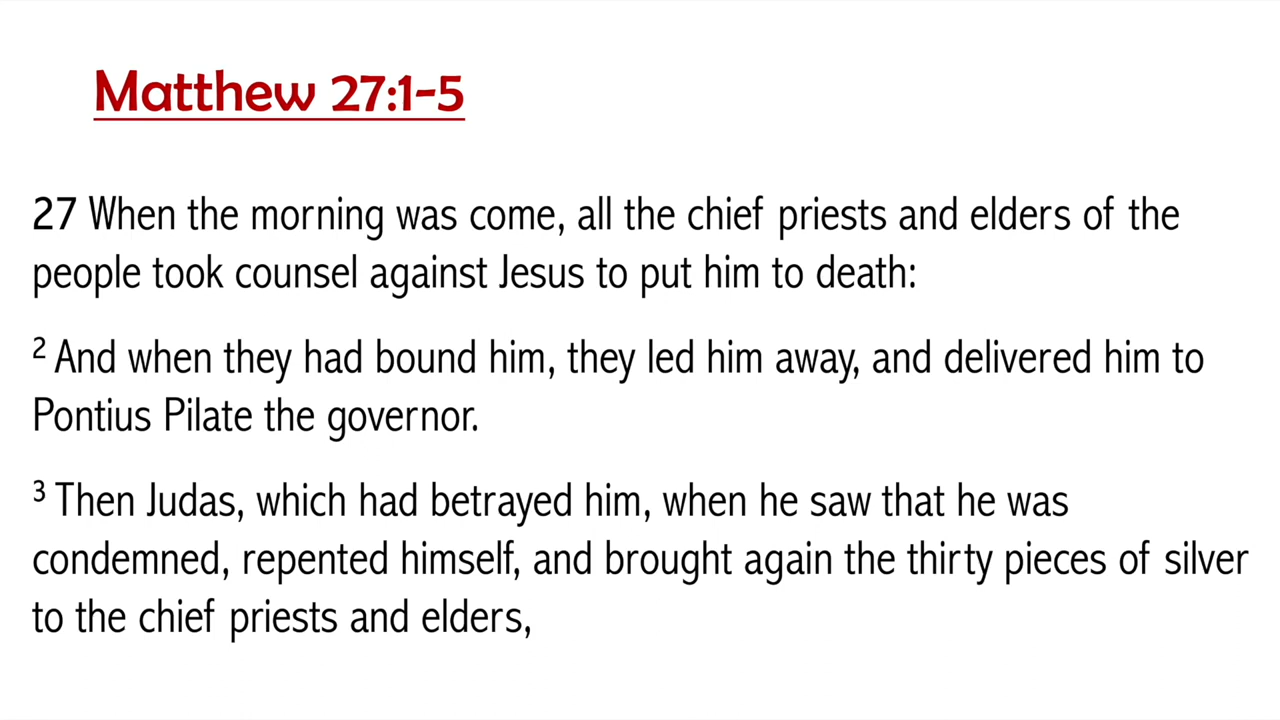 Matthew 27:1-5
27 When the morning was come, all the chief priests and elders of the
people took counsel against Jesus to put him to death:
2 And when they had bound him, they led him away, and delivered him to
Pontius Pilate the governor.
3 Then Judas, which had betrayed him, when he saw that he was
condemned, repented himself, and brought again the thirty pieces of silver
to the chief priests and elders,